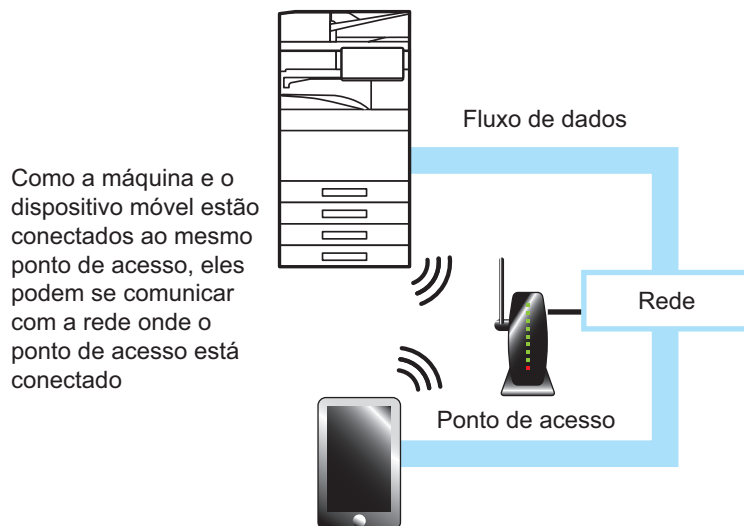 Fluxo de dados
Como a máquina e o
dispositivo móvel estão
conectados ao mesmo
ponto de acesso, eles
podem se comunicar
com a rede onde o
ponto de acesso está
conectado
Rede
Ponto de acesso